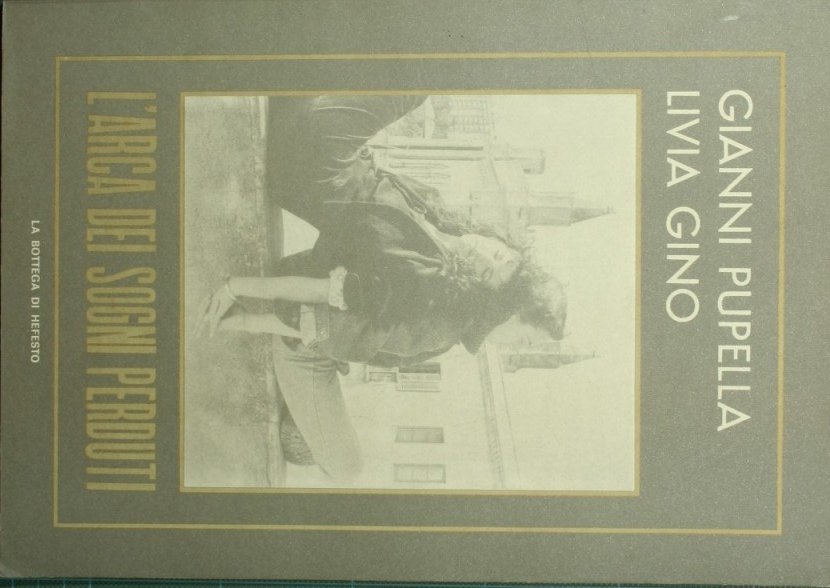 GIANNI PUPELLA
LIVIA GINO
L'ARCA DEI SOGNI PERDUTI
LA BOTTEGA DI HEFESTO